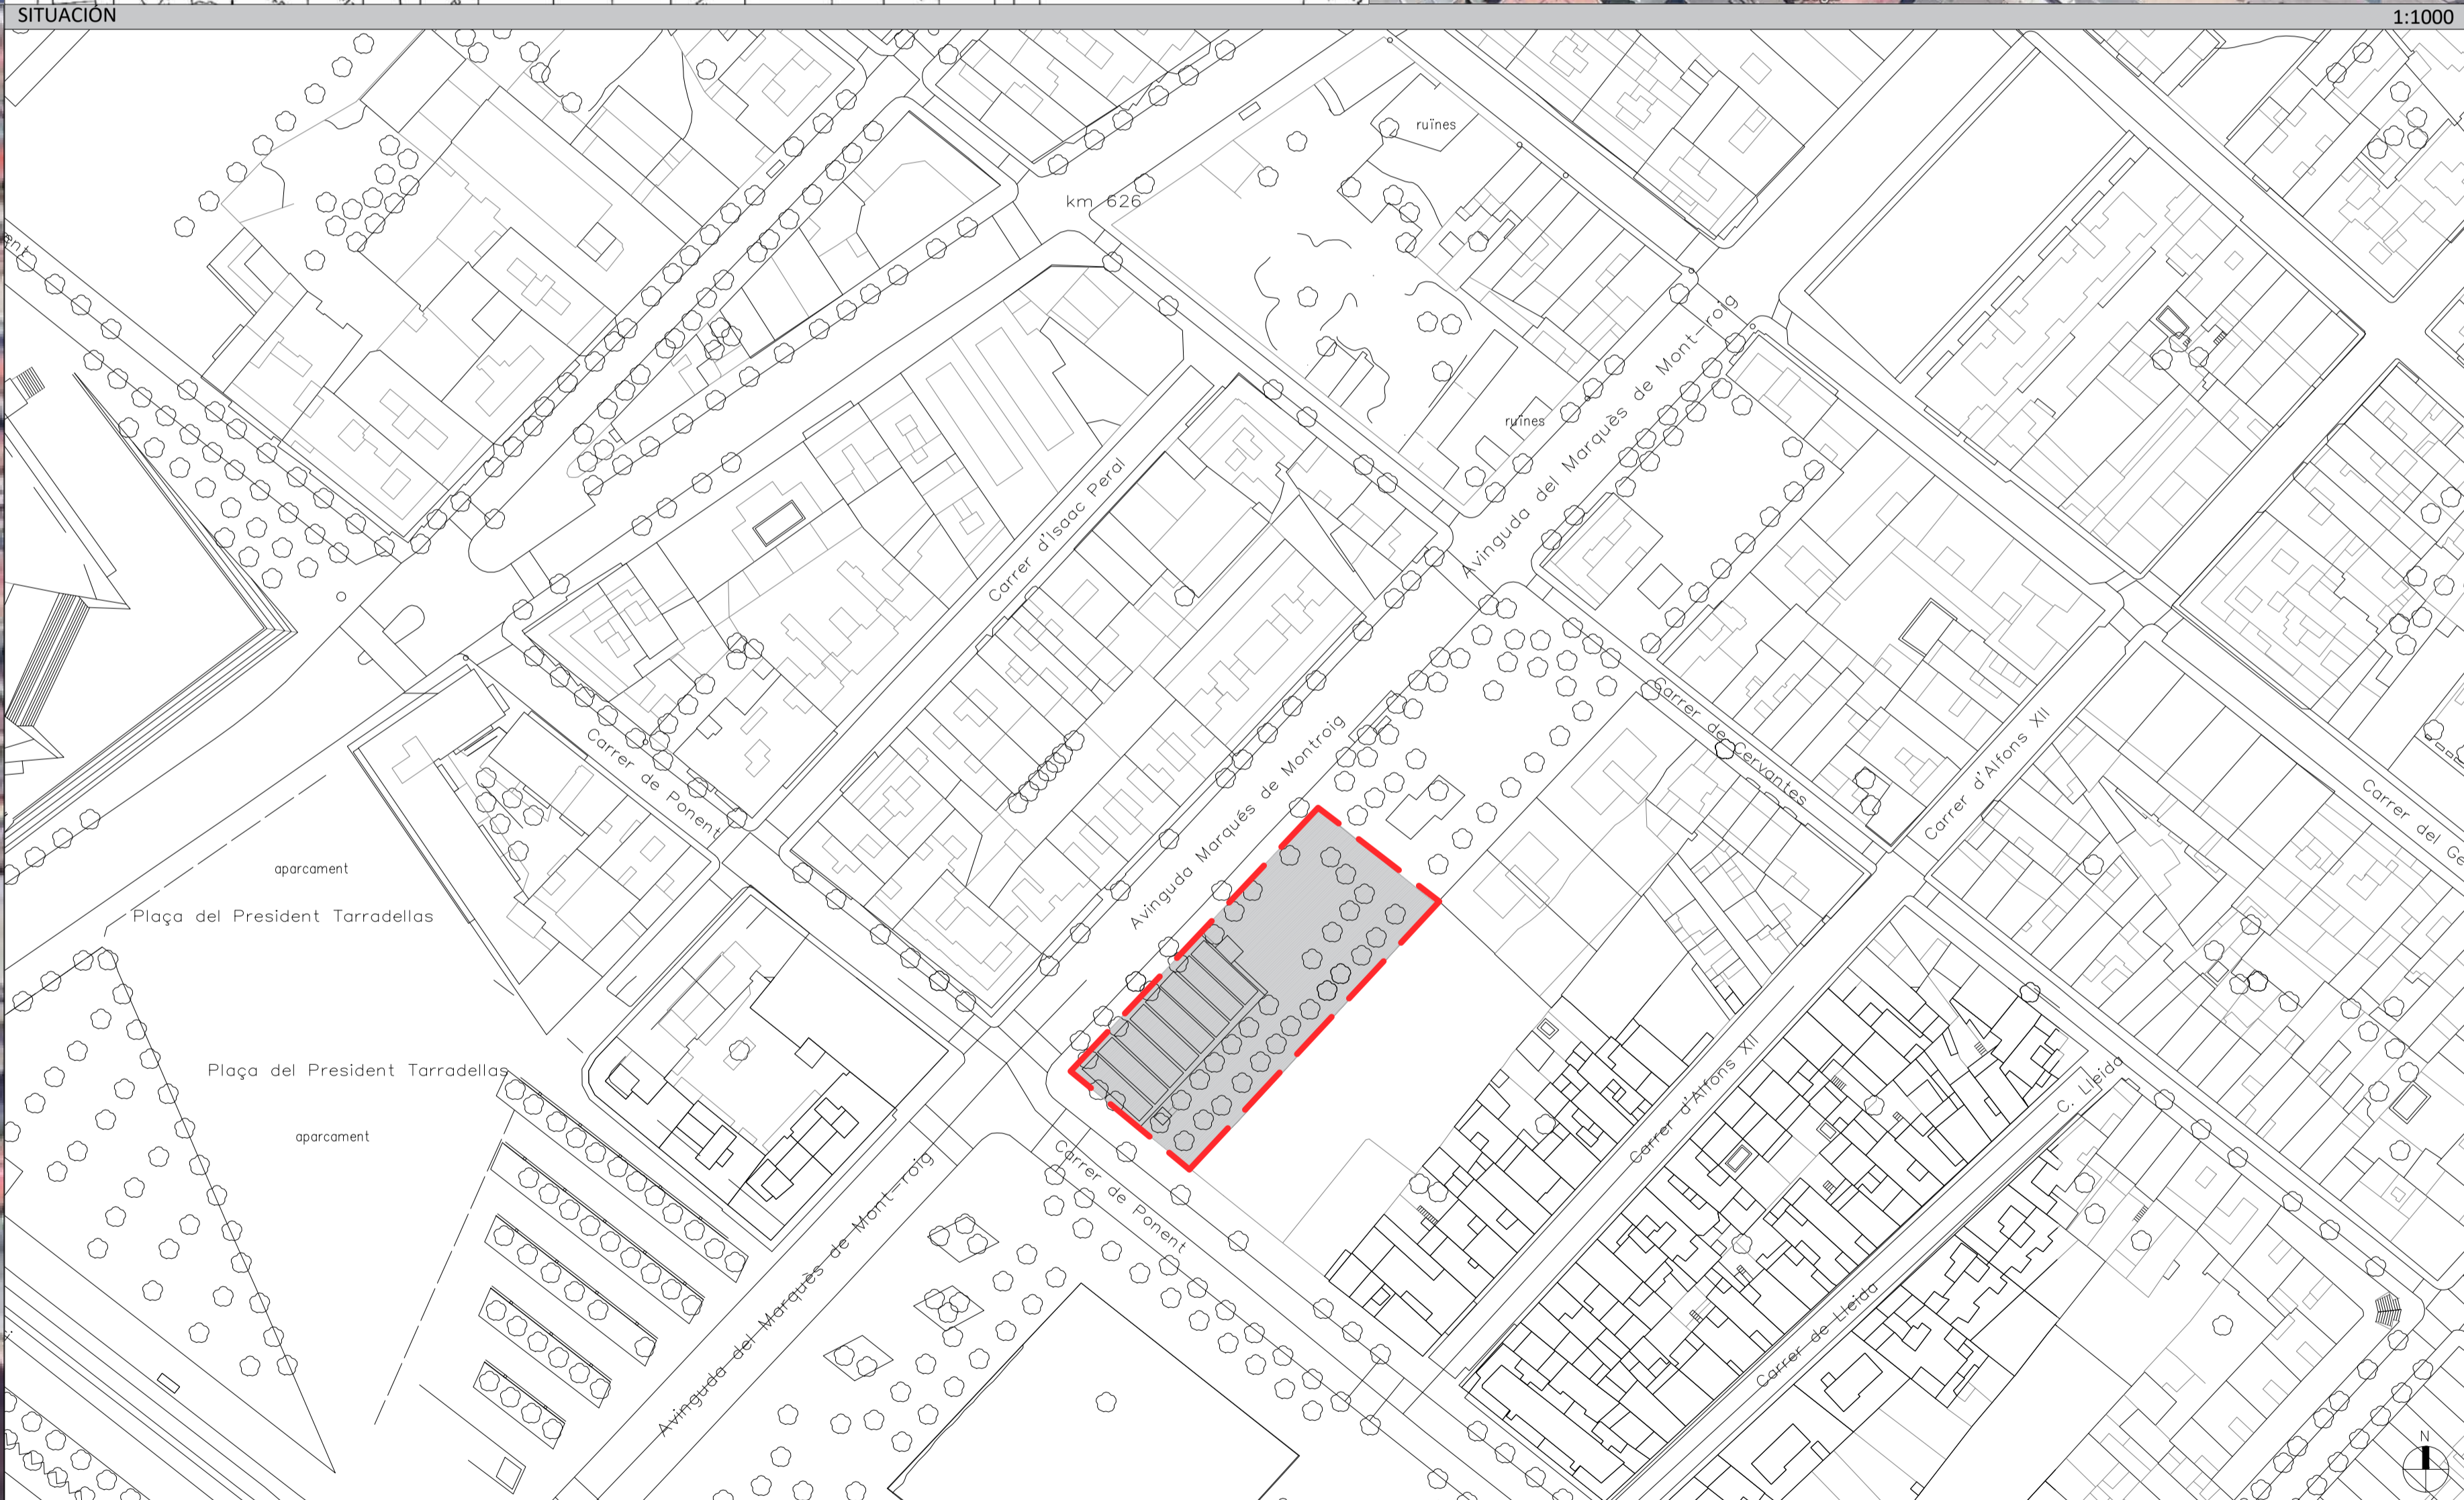 SITUACIÓN
1:1000
ruïnes
km 626
ruïnes
Avinguda del Marquès de Mont-roig
Carrer d'Isaac Peral
Carrer de Cervantes
Carrer de Ponent
Avinguda Marqués de Montroig
Carrer d'Alfons XII
Carrer del Ge
aparcament
Plaça del President Tarradellas
Plaça del President Tarradellas
aparcament
Carrer d'Alfons XII
C. Lleida
Carrer de Ponent
Avinguda del Marquès de Mont-roig
Carrer de Lleida
N